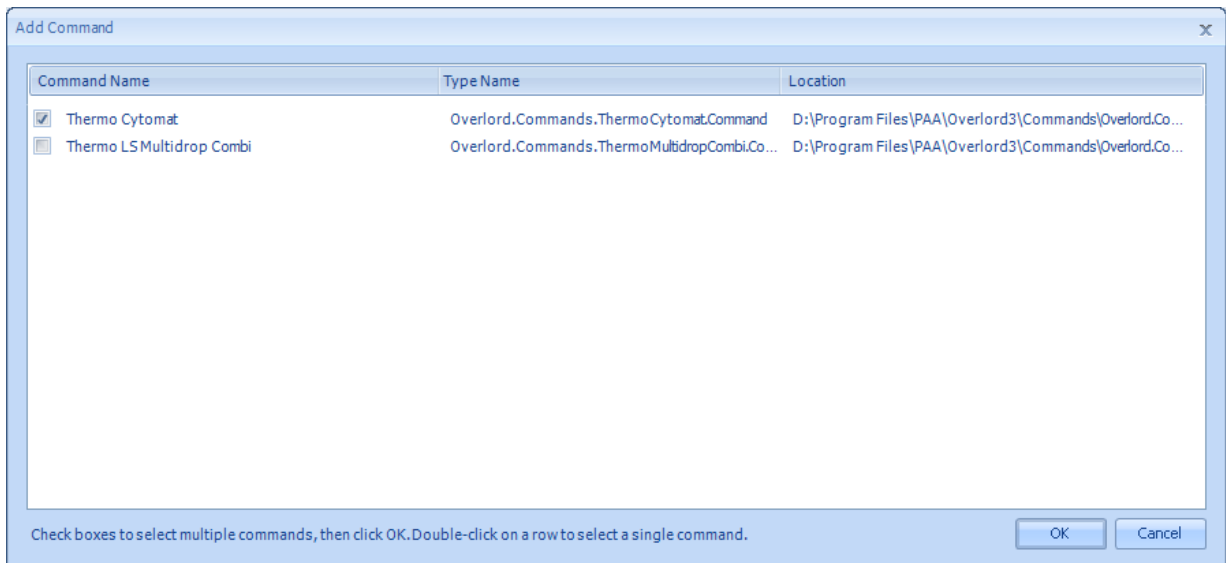 Add Command
x
Command Name Type Name Location
Thermo Cytomat Overlord.Commands.ThermoCytomat.Command D:\Program Files\PAA\Overlord3\Commands\Overlord.Co...
Thermo LS Multidrop Combi Overlord.Commands.ThermoMultidropCombi.Co... D:\Program Files\PAA\Overlord3\Commands\Overlord.Co...
Check boxes to select multiple commands, then click OK. Double-click on a row to select a single command. OK Cancel